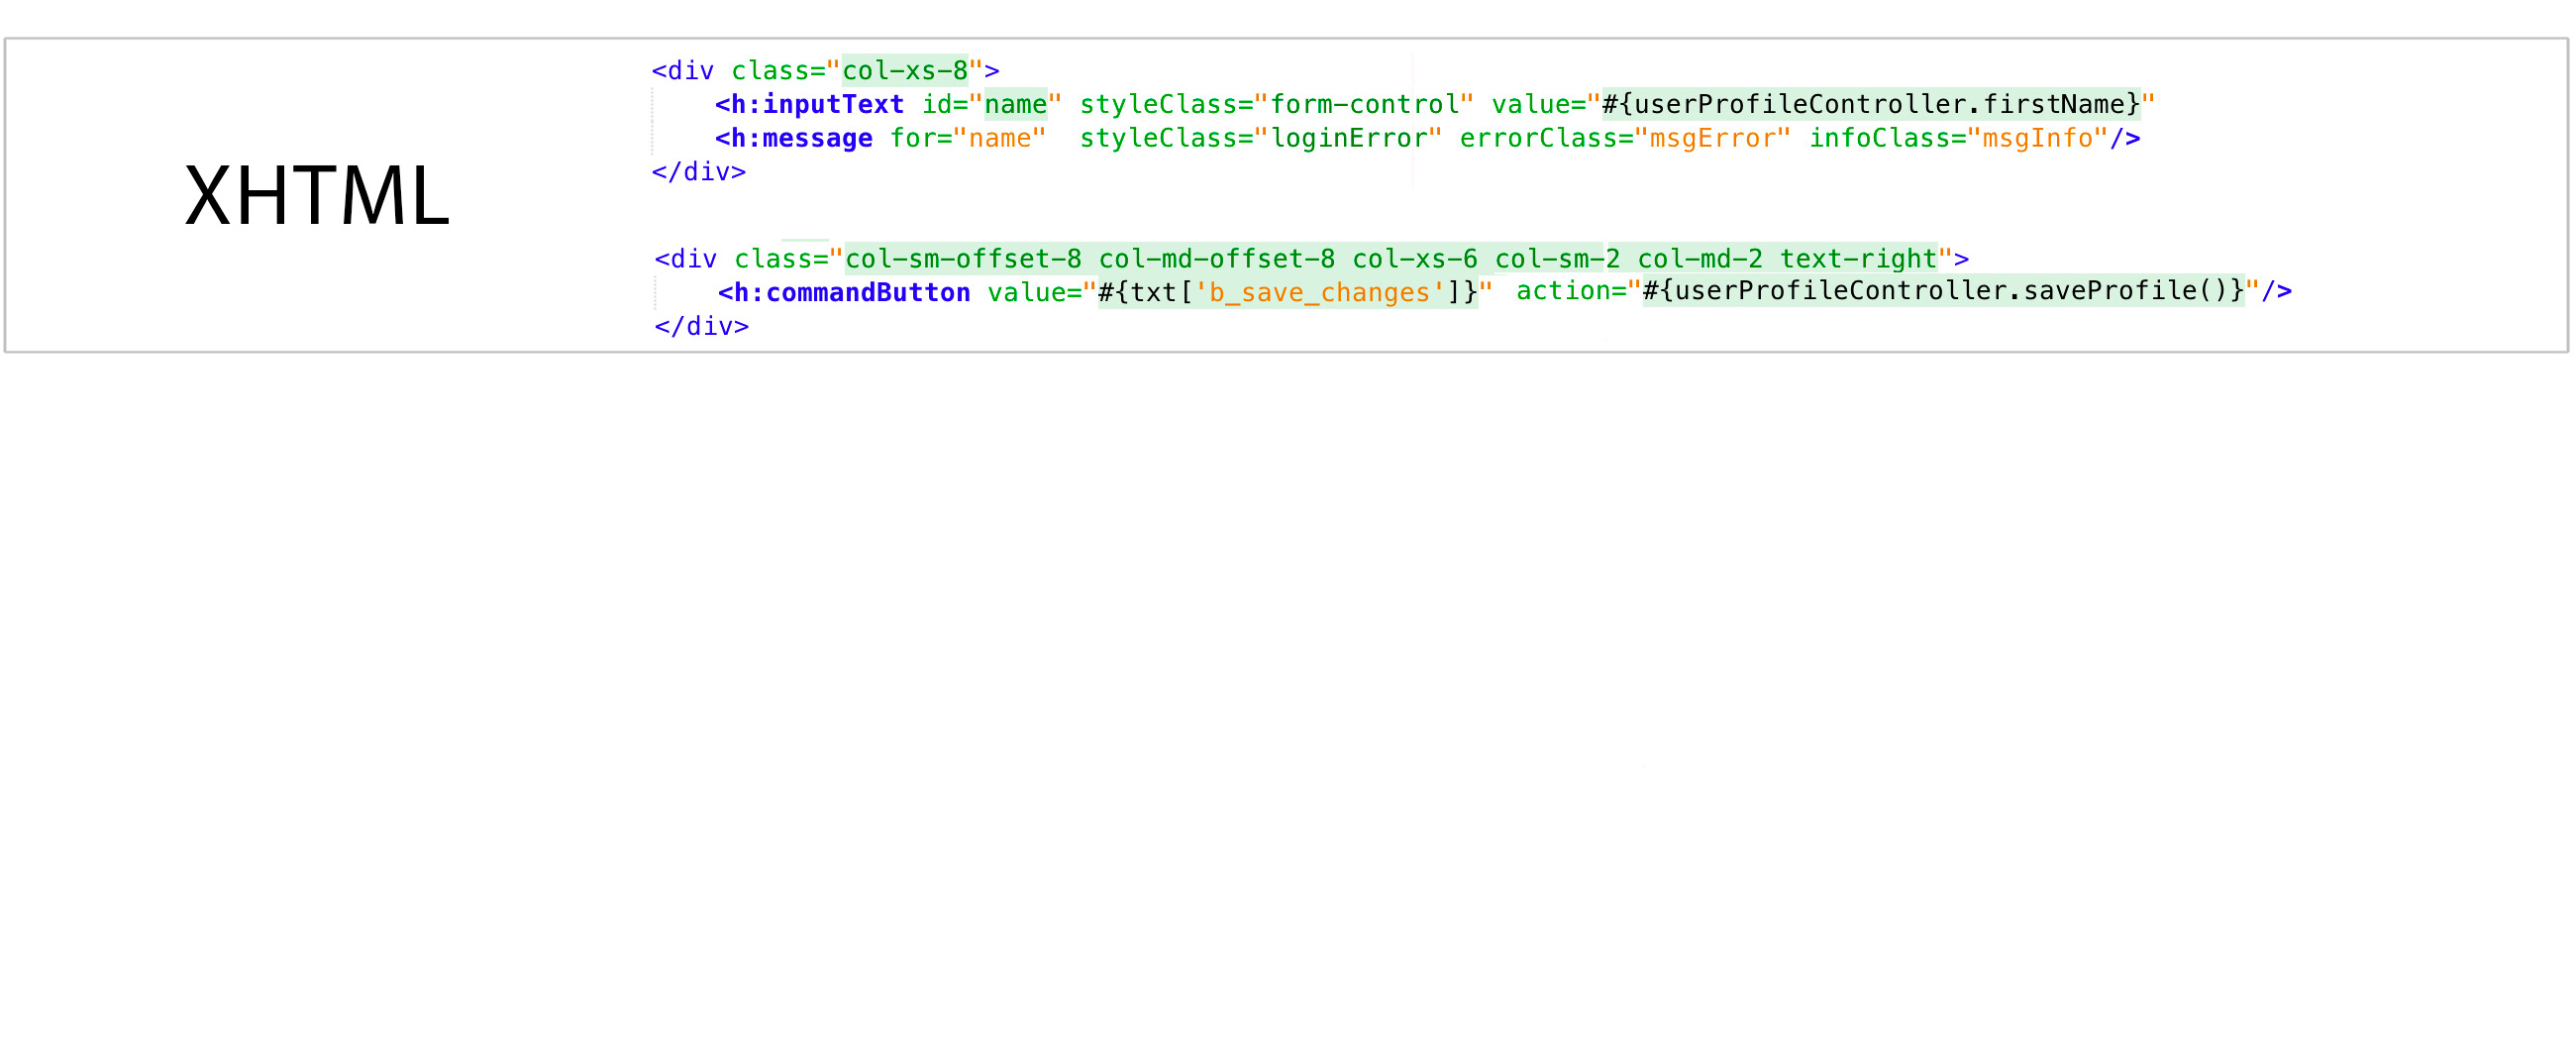 XHTML
<div class="col-xs-8">
<h:inputText id="name" styleClass="form-control" value="#{userProfileController.firstName}"
<h:message for="name"  styleClass="loginError" errorClass="msgError" infoClass="msgInfo"/>
</div>
<div class="col-sm-offset-8 col-md-offset-8 col-xs-6 col-sm-2 col-md-2 text-right">
<h:commandButton value="#{txt['b_save_changes']}" action="#{userProfileController.saveProfile()}"/>
</div>